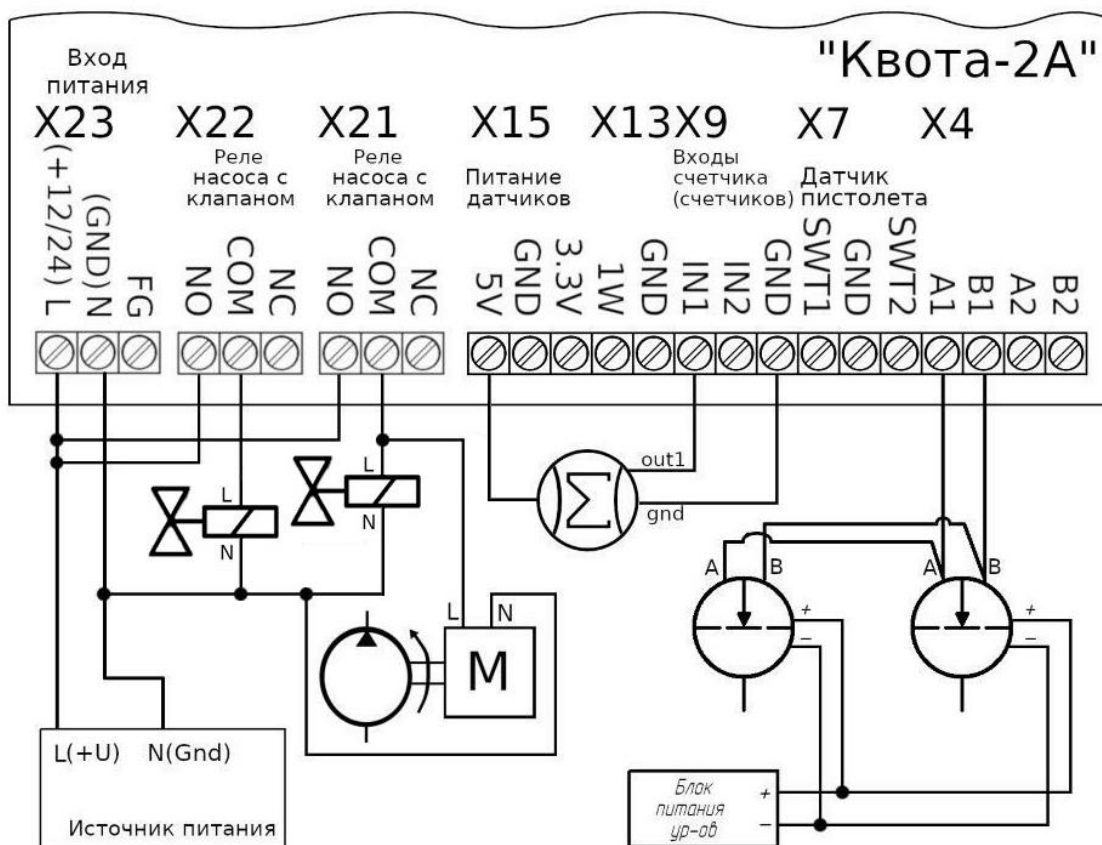 Вход
питания
"Квота-2А"
X23
X22
X21
X15
X13
X9
X7
X4
Реле
насоса с
клапаном
Реле
насоса с
клапаном
Питание
датчиков
Входы
счетчика
(счетчиков)
Датчик
пистолета
(+12/24) L
(GND) N
FG
NO
COM
NC
NO
COM
NC
5V
GND
3.3V
1W
GND
IN1
IN2
GND
SWT1
GND
SWT2
A1
B1
A2
B2
L
N
L
N
out1
gnd
Σ
L
N
M
A
B
+
−
A
B
+
−
L(+U)
N(Gnd)
Источник питания
Блок
питания
ур-ов
+
−